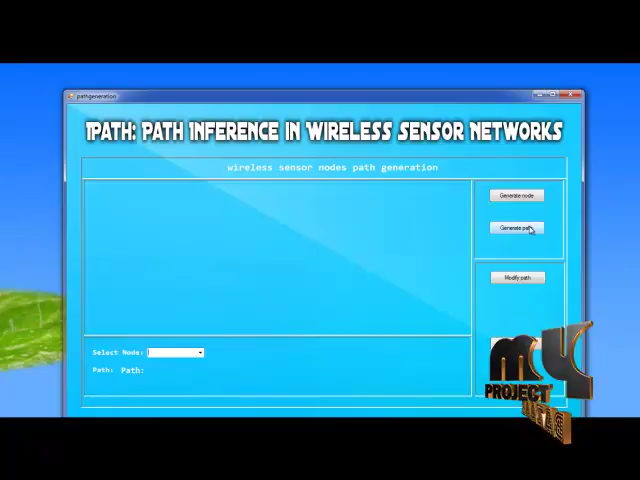 pathgeneration
IPATH: PATH INFERENCE IN WIRELESS SENSOR NETWORKS
wireless sensor nodes path generation
Generate node
Generate path
Modify path
Select Node:
Path: Path:
MY
PROJECT